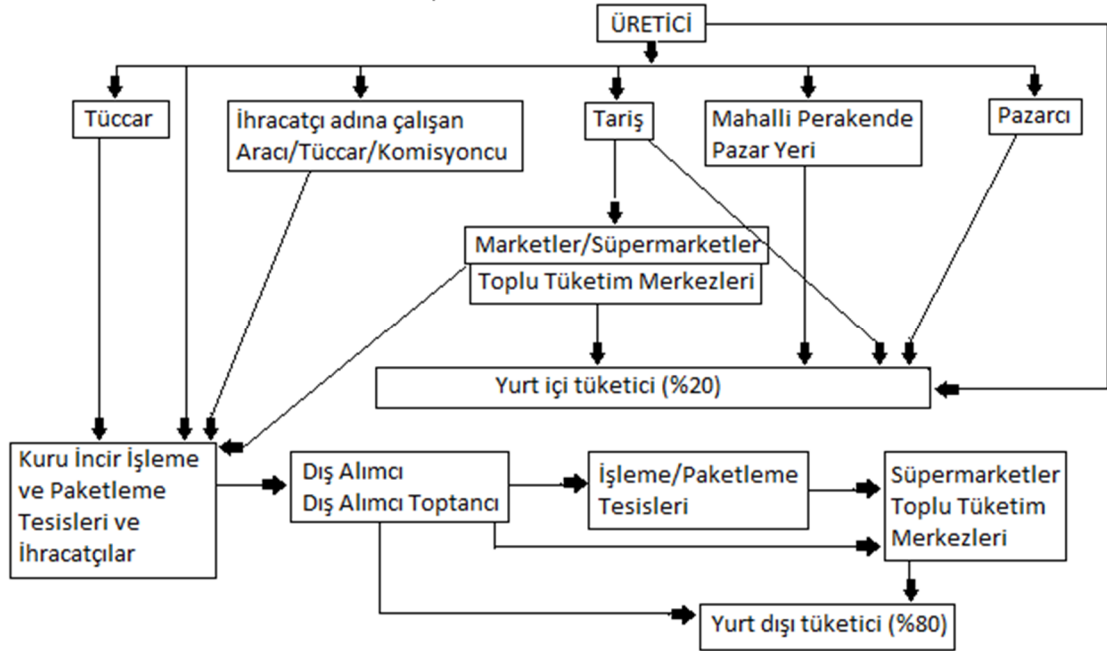 ÜRETİCİ
Tüccar
İhracatçı adına çalışan
Aracı/Tüccar/Komisyoncu
Tariş
Mahalli Perakende
Pazar Yeri
Pazarcı
Marketler/Süpermarketler
Toplu Tüketim Merkezleri
Yurt içi tüketici (%20)
Kuru İncir İşleme
ve Paketleme
Tesisleri ve
İhracatçılar
Dış Alımcı
Dış Alımcı Toptancı
İşleme/Paketleme
Tesisleri
Süpermarketler
Toplu Tüketim
Merkezleri
Yurt dışı tüketici (%80)